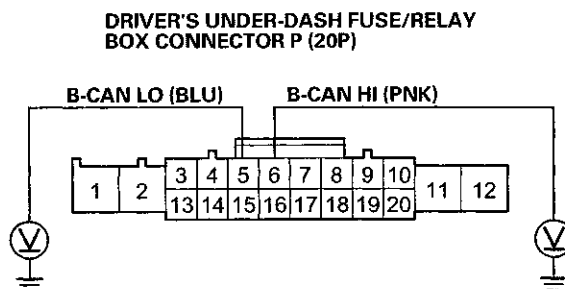 DRIVER'S UNDER-DASH FUSE/RELAY
BOX CONNECTOR P (20P)
B-CAN LO (BLU) B-CAN HI (PNK)
1 2 3 4 5 6 7 8 9 10 11 12
13 14 15 16 17 18 19 20
V V